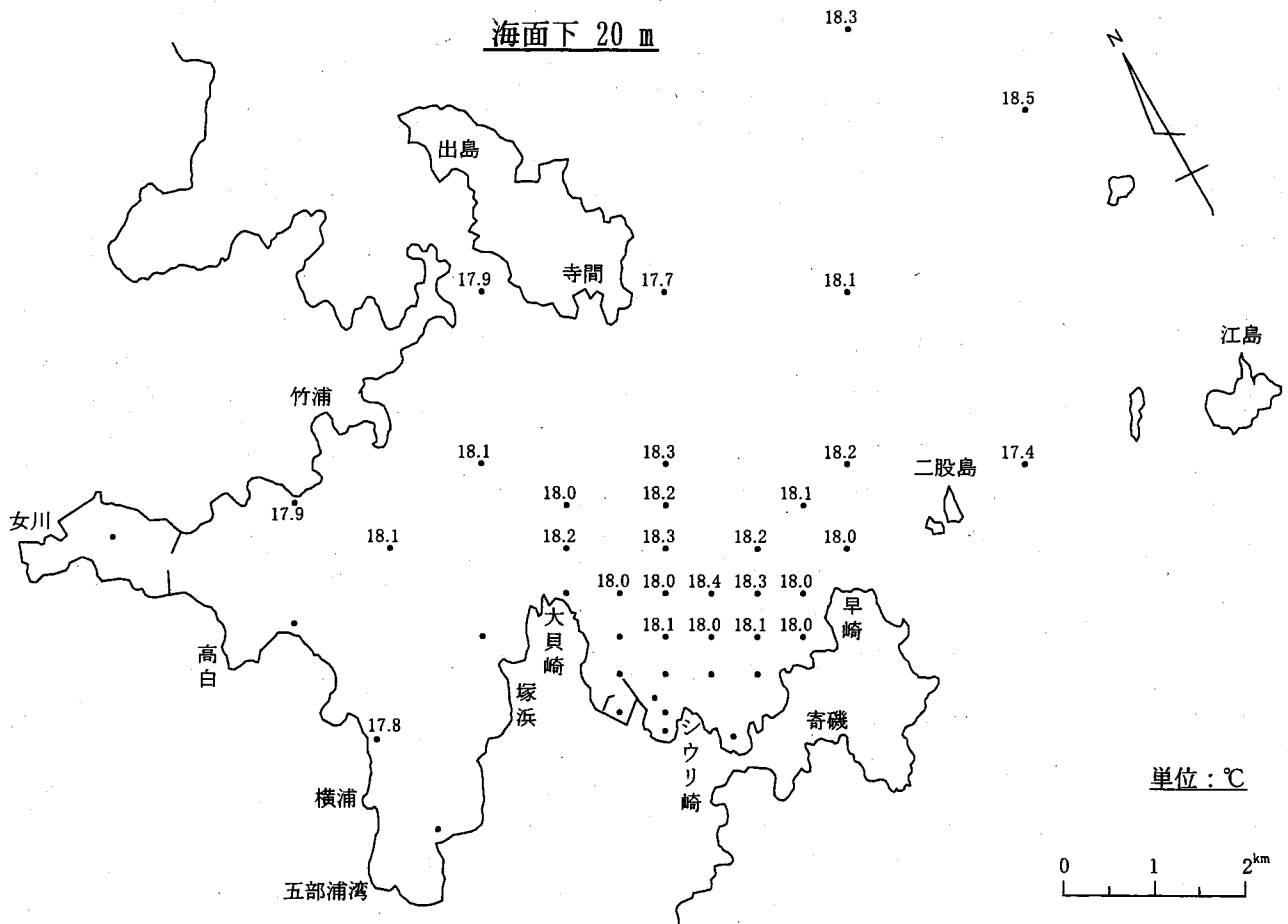 海面下 20 m
18.3
N
18.5
出島
寺間
17.9
17.7
18.1
江島
竹浦
18.1
18.3
18.2
17.4
二股島
18.0
18.2
18.1
17.9
女川
18.1
18.2
18.3
18.2
18.0
18.0
18.0
18.4
18.3
18.0
大貝崎
早崎
18.1
18.0
18.1
18.0
高白
塚浜
寄磯
シウリ崎
17.8
横浦
単位:℃
五部浦湾
0 1 2km